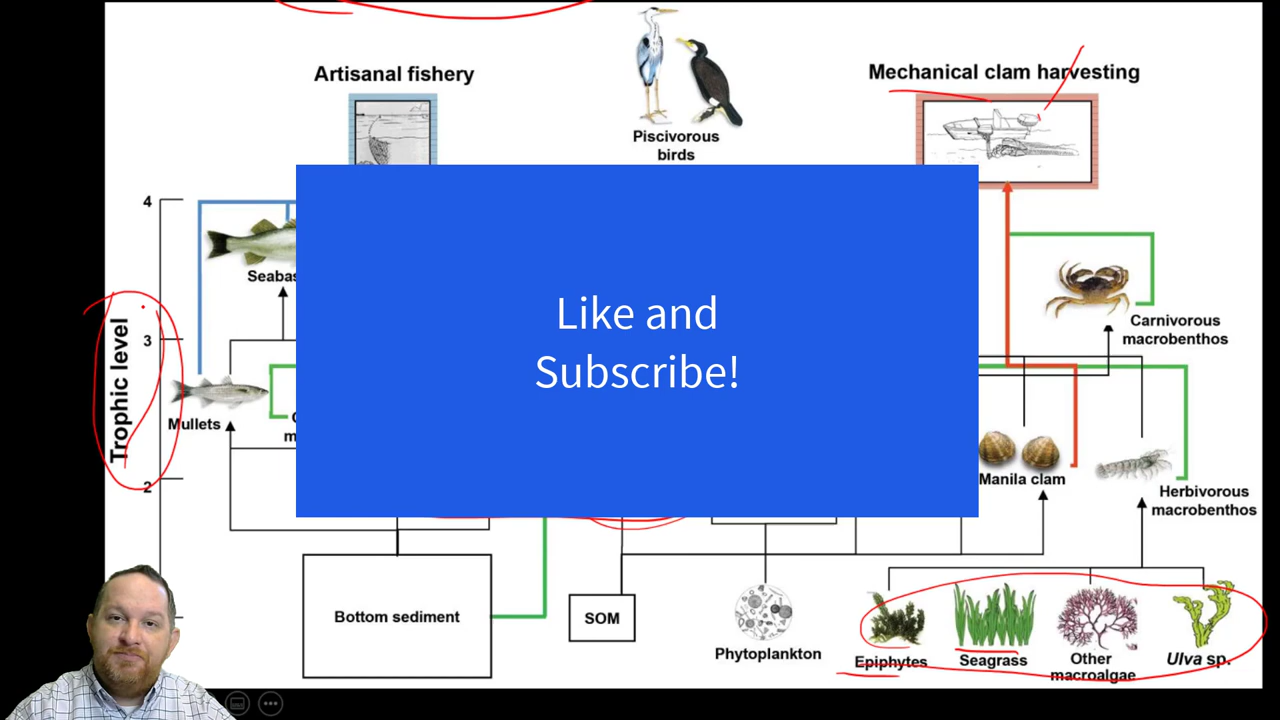 Artisanal fishery
Mechanical clam harvesting
Piscivorous
birds
4
Seabas
Like and
Subscribe!
Carnivorous
macrobenthos
Trophic level
3
Mullets
2
Manila clam
Herbivorous
macrobenthos
Bottom sediment
SOM
Phytoplankton
Epiphytes
Seagrass
Other
macroalgae
Ulva sp.